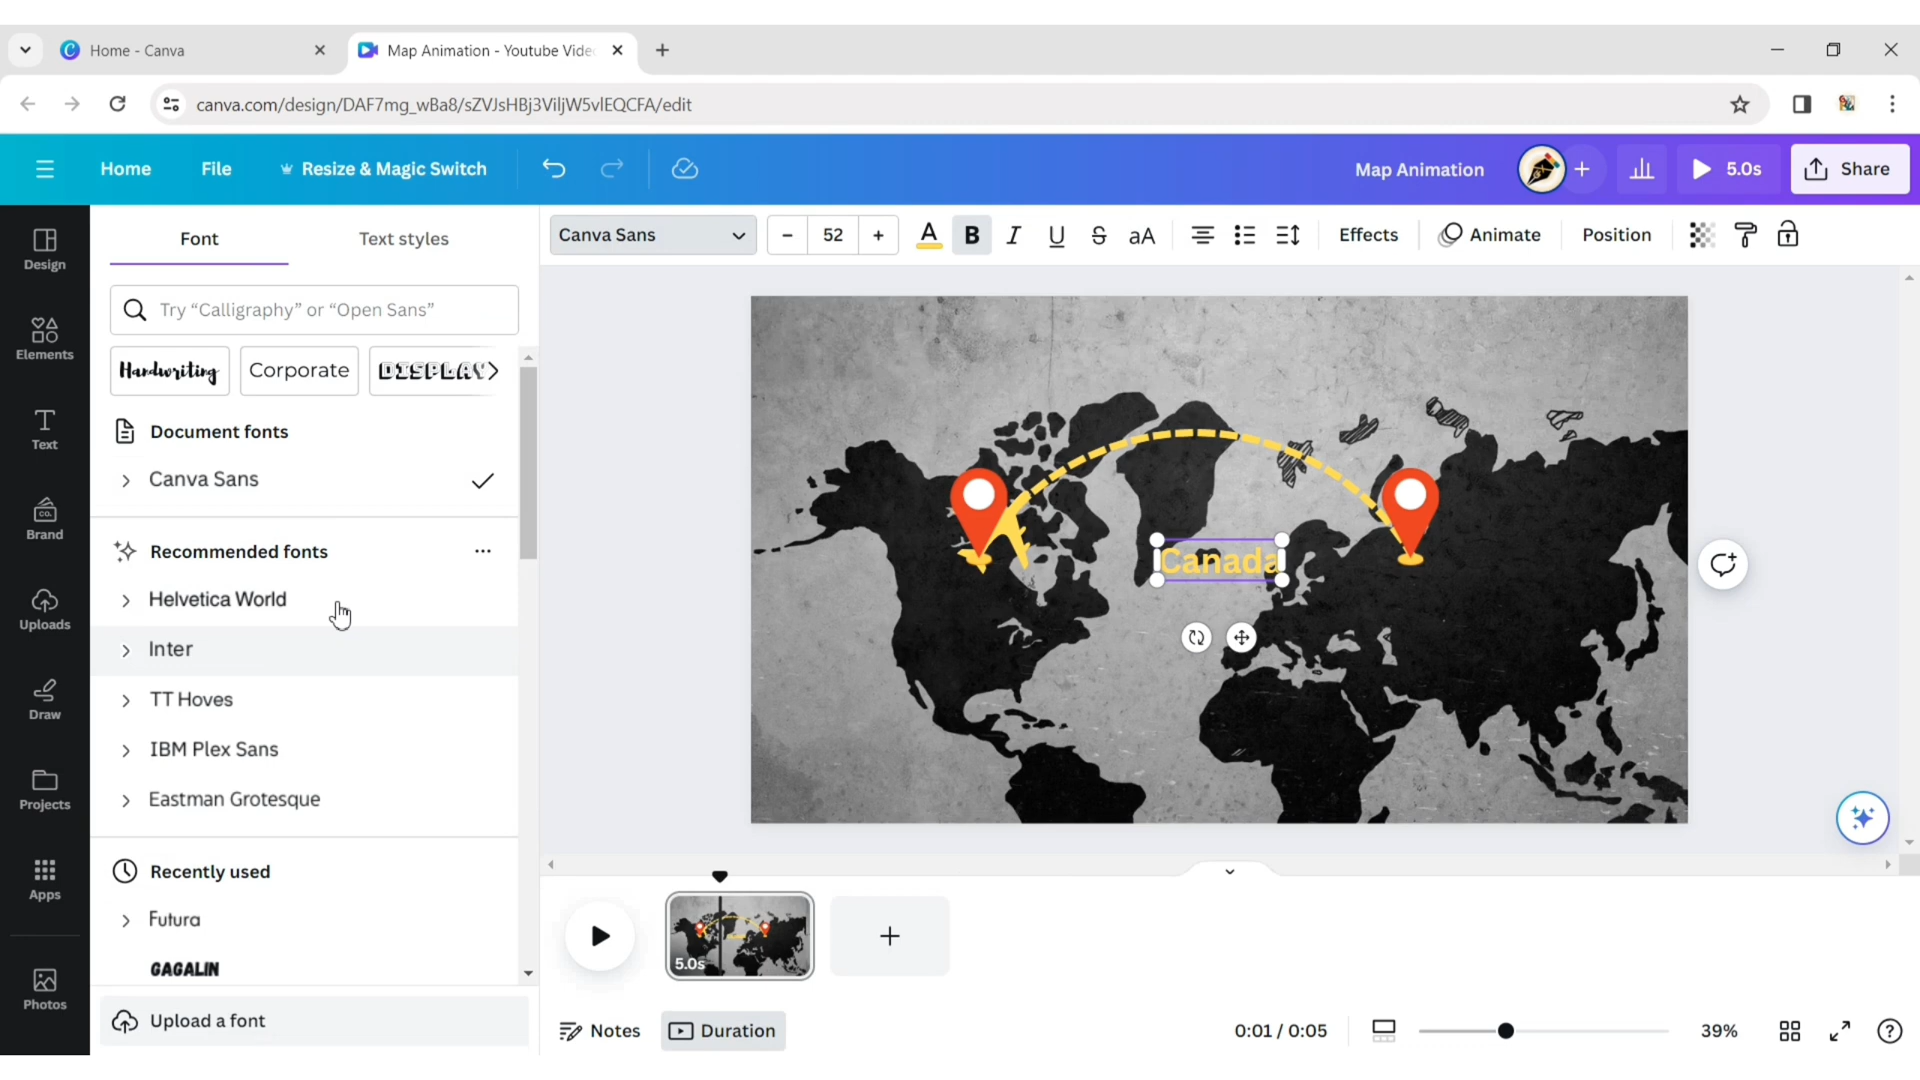 Home - Canva
Map Animation - Youtube Vide
canva.com/design/DAF7mg_wBa8/sZVJsHBj3ViljW5vlEQCFA/edit
Home File Resize & Magic Switch Map Animation 5.0s Share
Design
Elements
Text
CO.
Brand
Uploads
Draw
Projects
Apps
Photos
Font Text styles
Try “Calligraphy” or “Open Sans”
Handwriting Corporate DISPLAY
Document fonts
Canva Sans
Recommended fonts
Helvetica World
Inter
TT Hoves
IBM Plex Sans
Eastman Grotesque
Recently used
Futura
GAGALIN
Upload a font
Canva Sans - 52 + A B I U S aA Effects Animate Position
Canada
5.0s
Notes Duration 0:01 / 0:05 39%